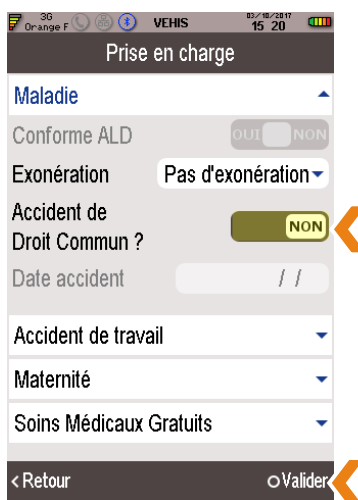 3G
Orange F VEHIS 03/10/2017
15 20
Prise en charge
Maladie
Conforme ALD OUI NON
Exonération Pas d'exonération
Accident de
Droit Commun ? NON
Date accident / /
Accident de travail
Maternité
Soins Médicaux Gratuits
< Retour Valider